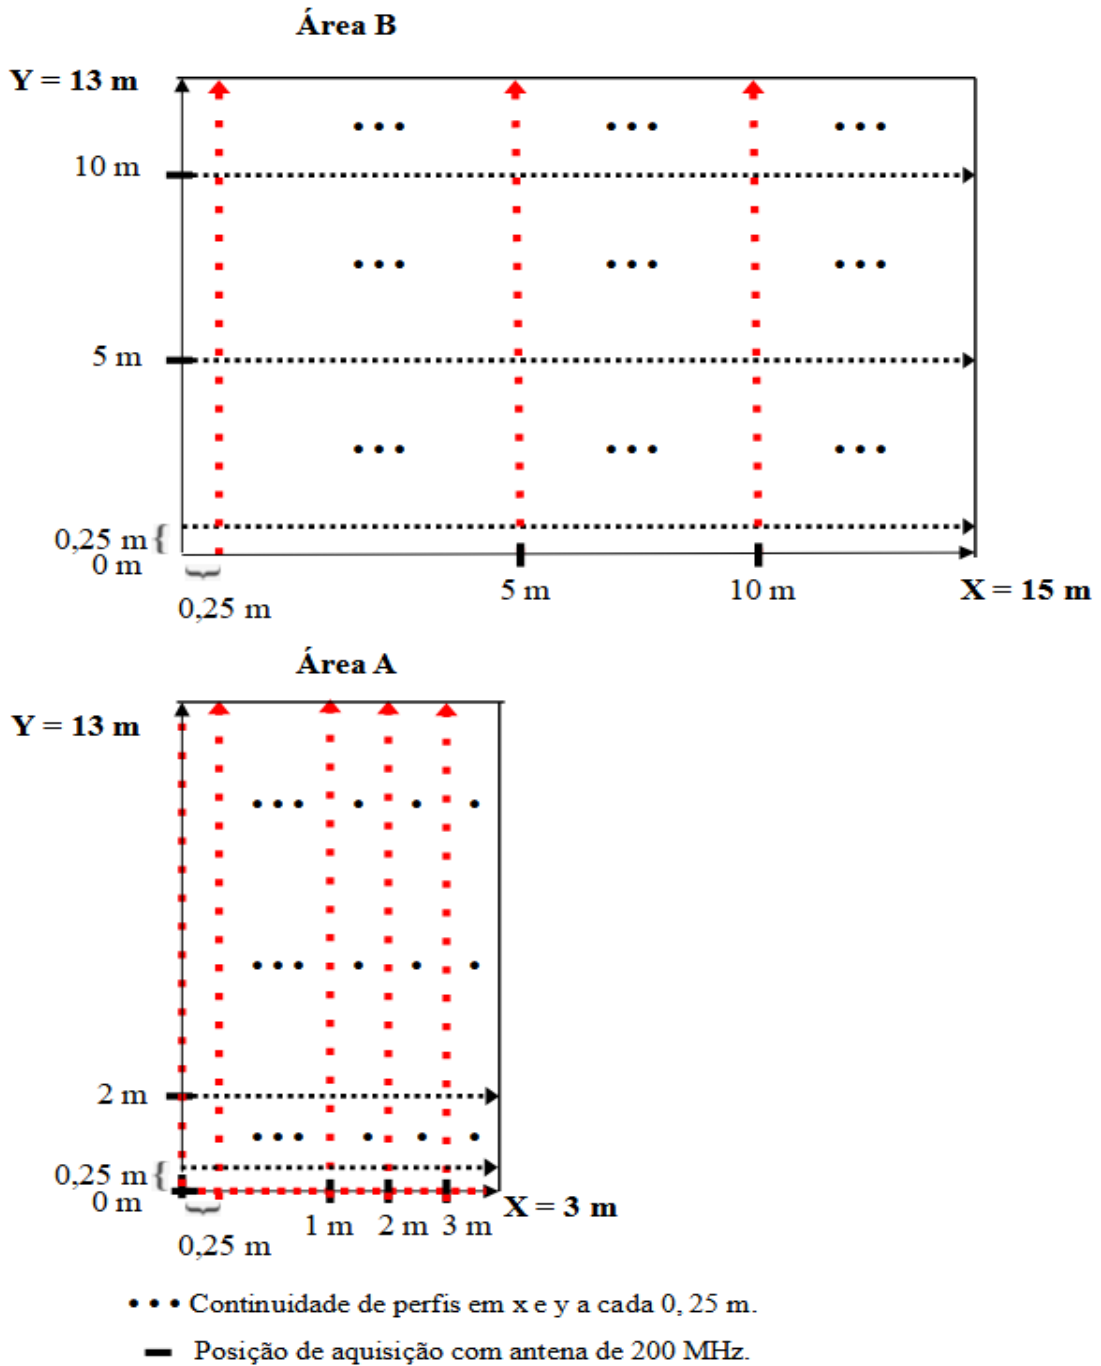 Área B
Y = 13 m
10 m
5 m
0,25 m {
0 m
0,25 m
5 m
10 m
X = 15 m
Área A
Y = 13 m
2 m
0,25 m {
0 m
0,25 m
1 m
2 m
3 m
X = 3 m
• • • Continuidade de perfis em x e y a cada 0, 25 m.
Posição de aquisição com antena de 200 MHz.